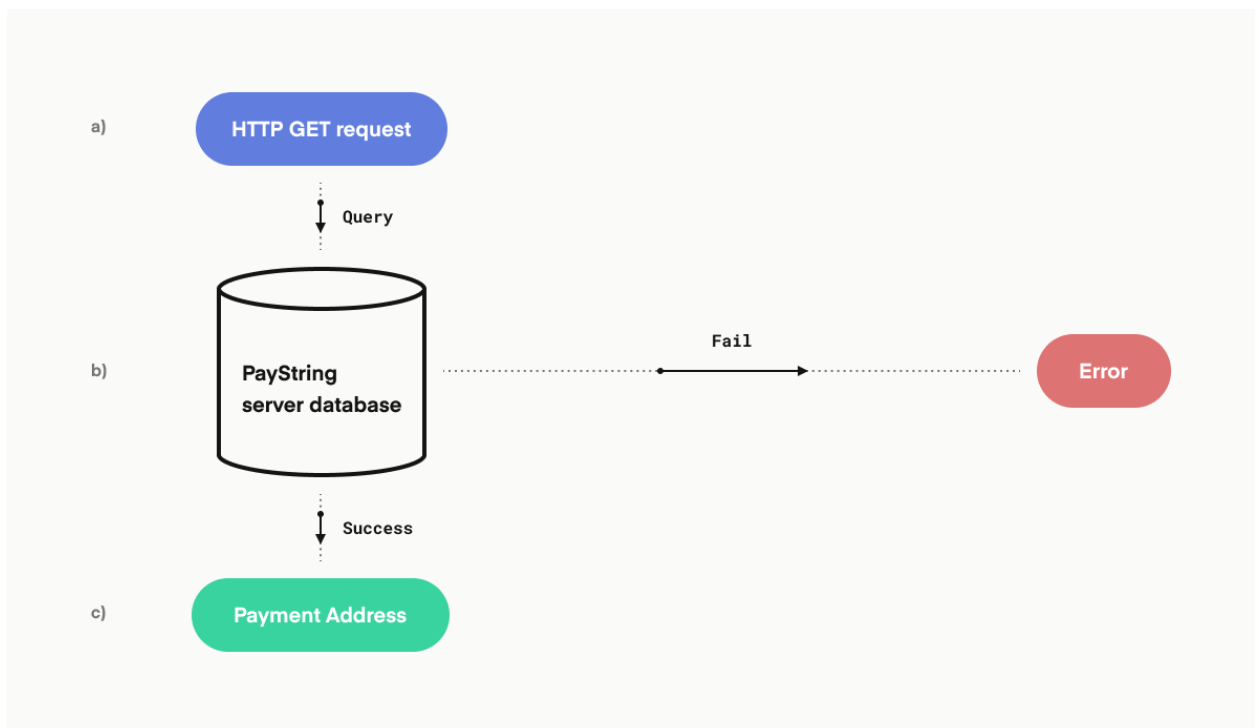 a)
HTTP GET request
Query
b)
PayString
server database
Fail
Error
Success
c)
Payment Address